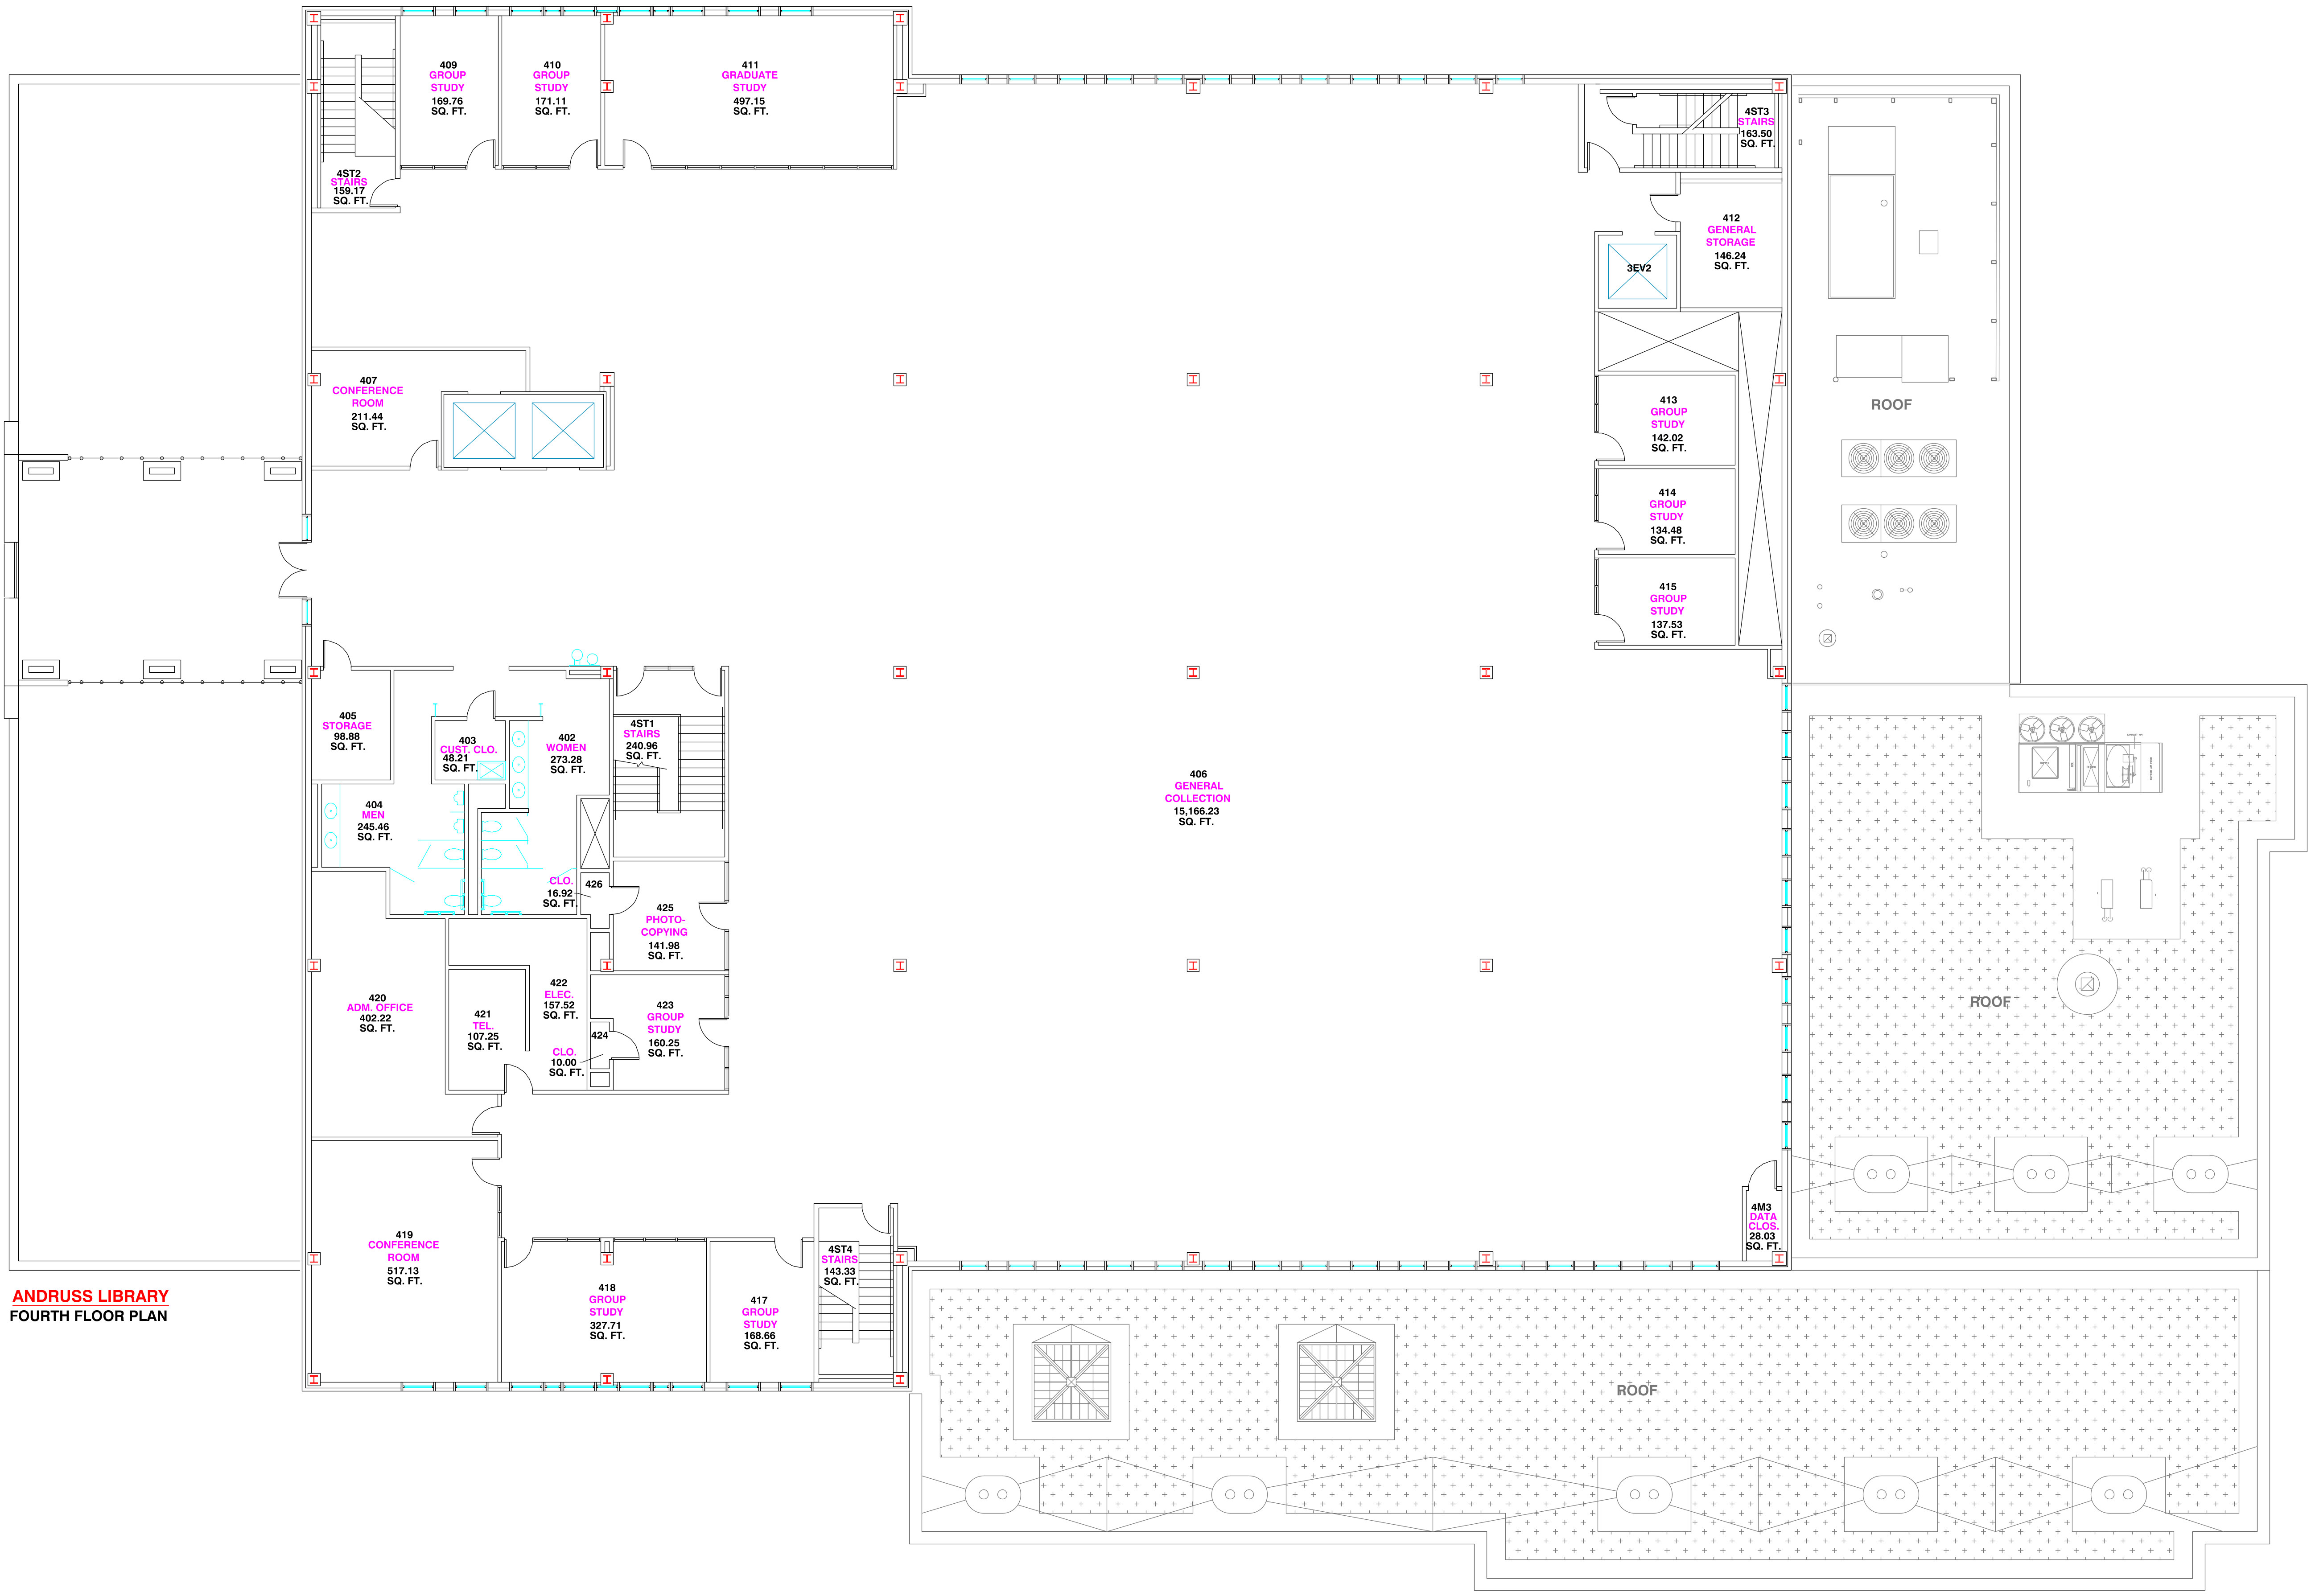 409
GROUP
STUDY
169.76
SQ. FT.
410
GROUP
STUDY
171.11
SQ. FT.
411
GRADUATE
STUDY
497.15
SQ. FT.
4ST3
STAIRS
163.50
SQ. FT.
4ST2
STAIRS
159.17
SQ. FT.
412
GENERAL
STORAGE
146.24
SQ. FT.
3EV2
407
CONFERENCE
ROOM
211.44
SQ. FT.
413
GROUP
STUDY
142.02
SQ. FT.
ROOF
414
GROUP
STUDY
134.48
SQ. FT.
415
GROUP
STUDY
137.53
SQ. FT.
405
STORAGE
98.88
SQ. FT.
403
CUST. CLO.
48.21
SQ. FT.
402
WOMEN
273.28
SQ. FT.
4ST1
STAIRS
240.96
SQ. FT.
406
GENERAL
COLLECTION
15,166.23
SQ. FT.
404
MEN
245.46
SQ. FT.
CLO.
426
16.92
SQ. FT.
425
PHOTO-
COPYING
141.98
SQ. FT.
420
ADM. OFFICE
402.22
SQ. FT.
421
TEL.
107.25
SQ. FT.
422
ELEC.
157.52
SQ. FT.
423
GROUP
STUDY
160.25
SQ. FT.
424
CLO.
10.00
SQ. FT.
ROOF
419
CONFERENCE
ROOM
517.13
SQ. FT.
418
GROUP
STUDY
327.71
SQ. FT.
417
GROUP
STUDY
168.66
SQ. FT.
4ST4
STAIRS
143.33
SQ. FT.
4M3
DATA
CLOS.
28.03
SQ. FT.
ANDRUSS LIBRARY
FOURTH FLOOR PLAN
ROOF